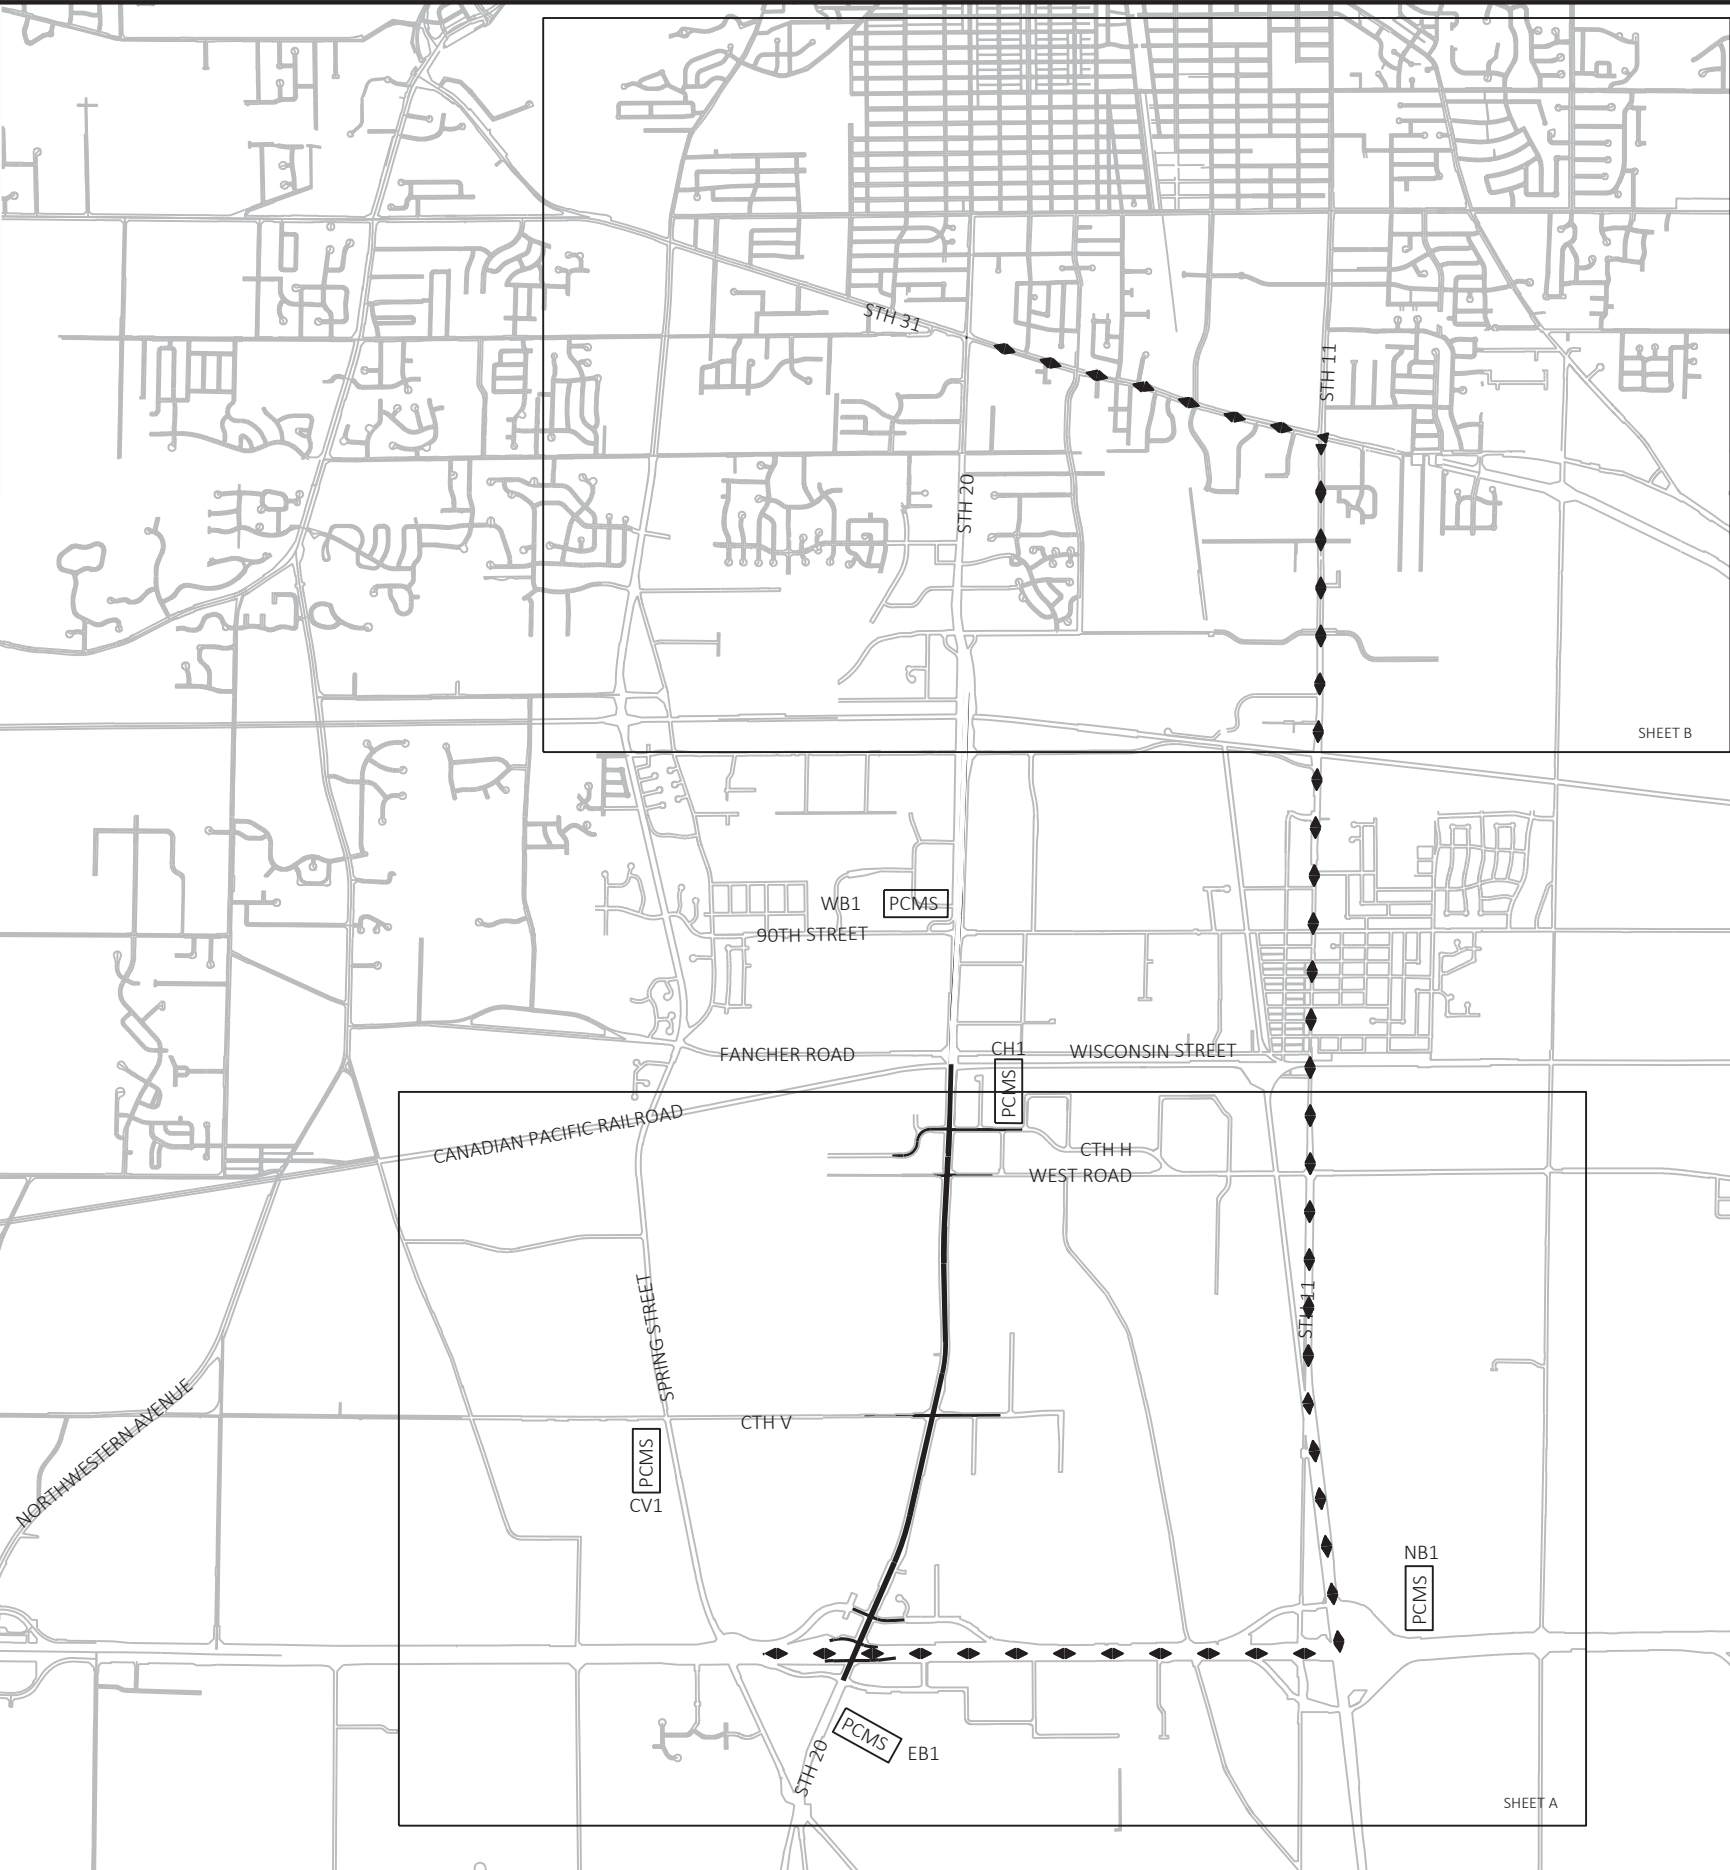 STH 31
STH 11
STH 20
SHEET B
WB1
PCMS
90TH STREET
FANCHER ROAD
CH1
WISCONSIN STREET
PCMS
CANADIAN PACIFIC RAILROAD
CTH H
WEST ROAD
SPRING STREET
STH 11
NORTHWESTERN AVENUE
CTH V
PCMS
CV1
NB1
PCMS
PCMS
EB1
STH 20
SHEET A